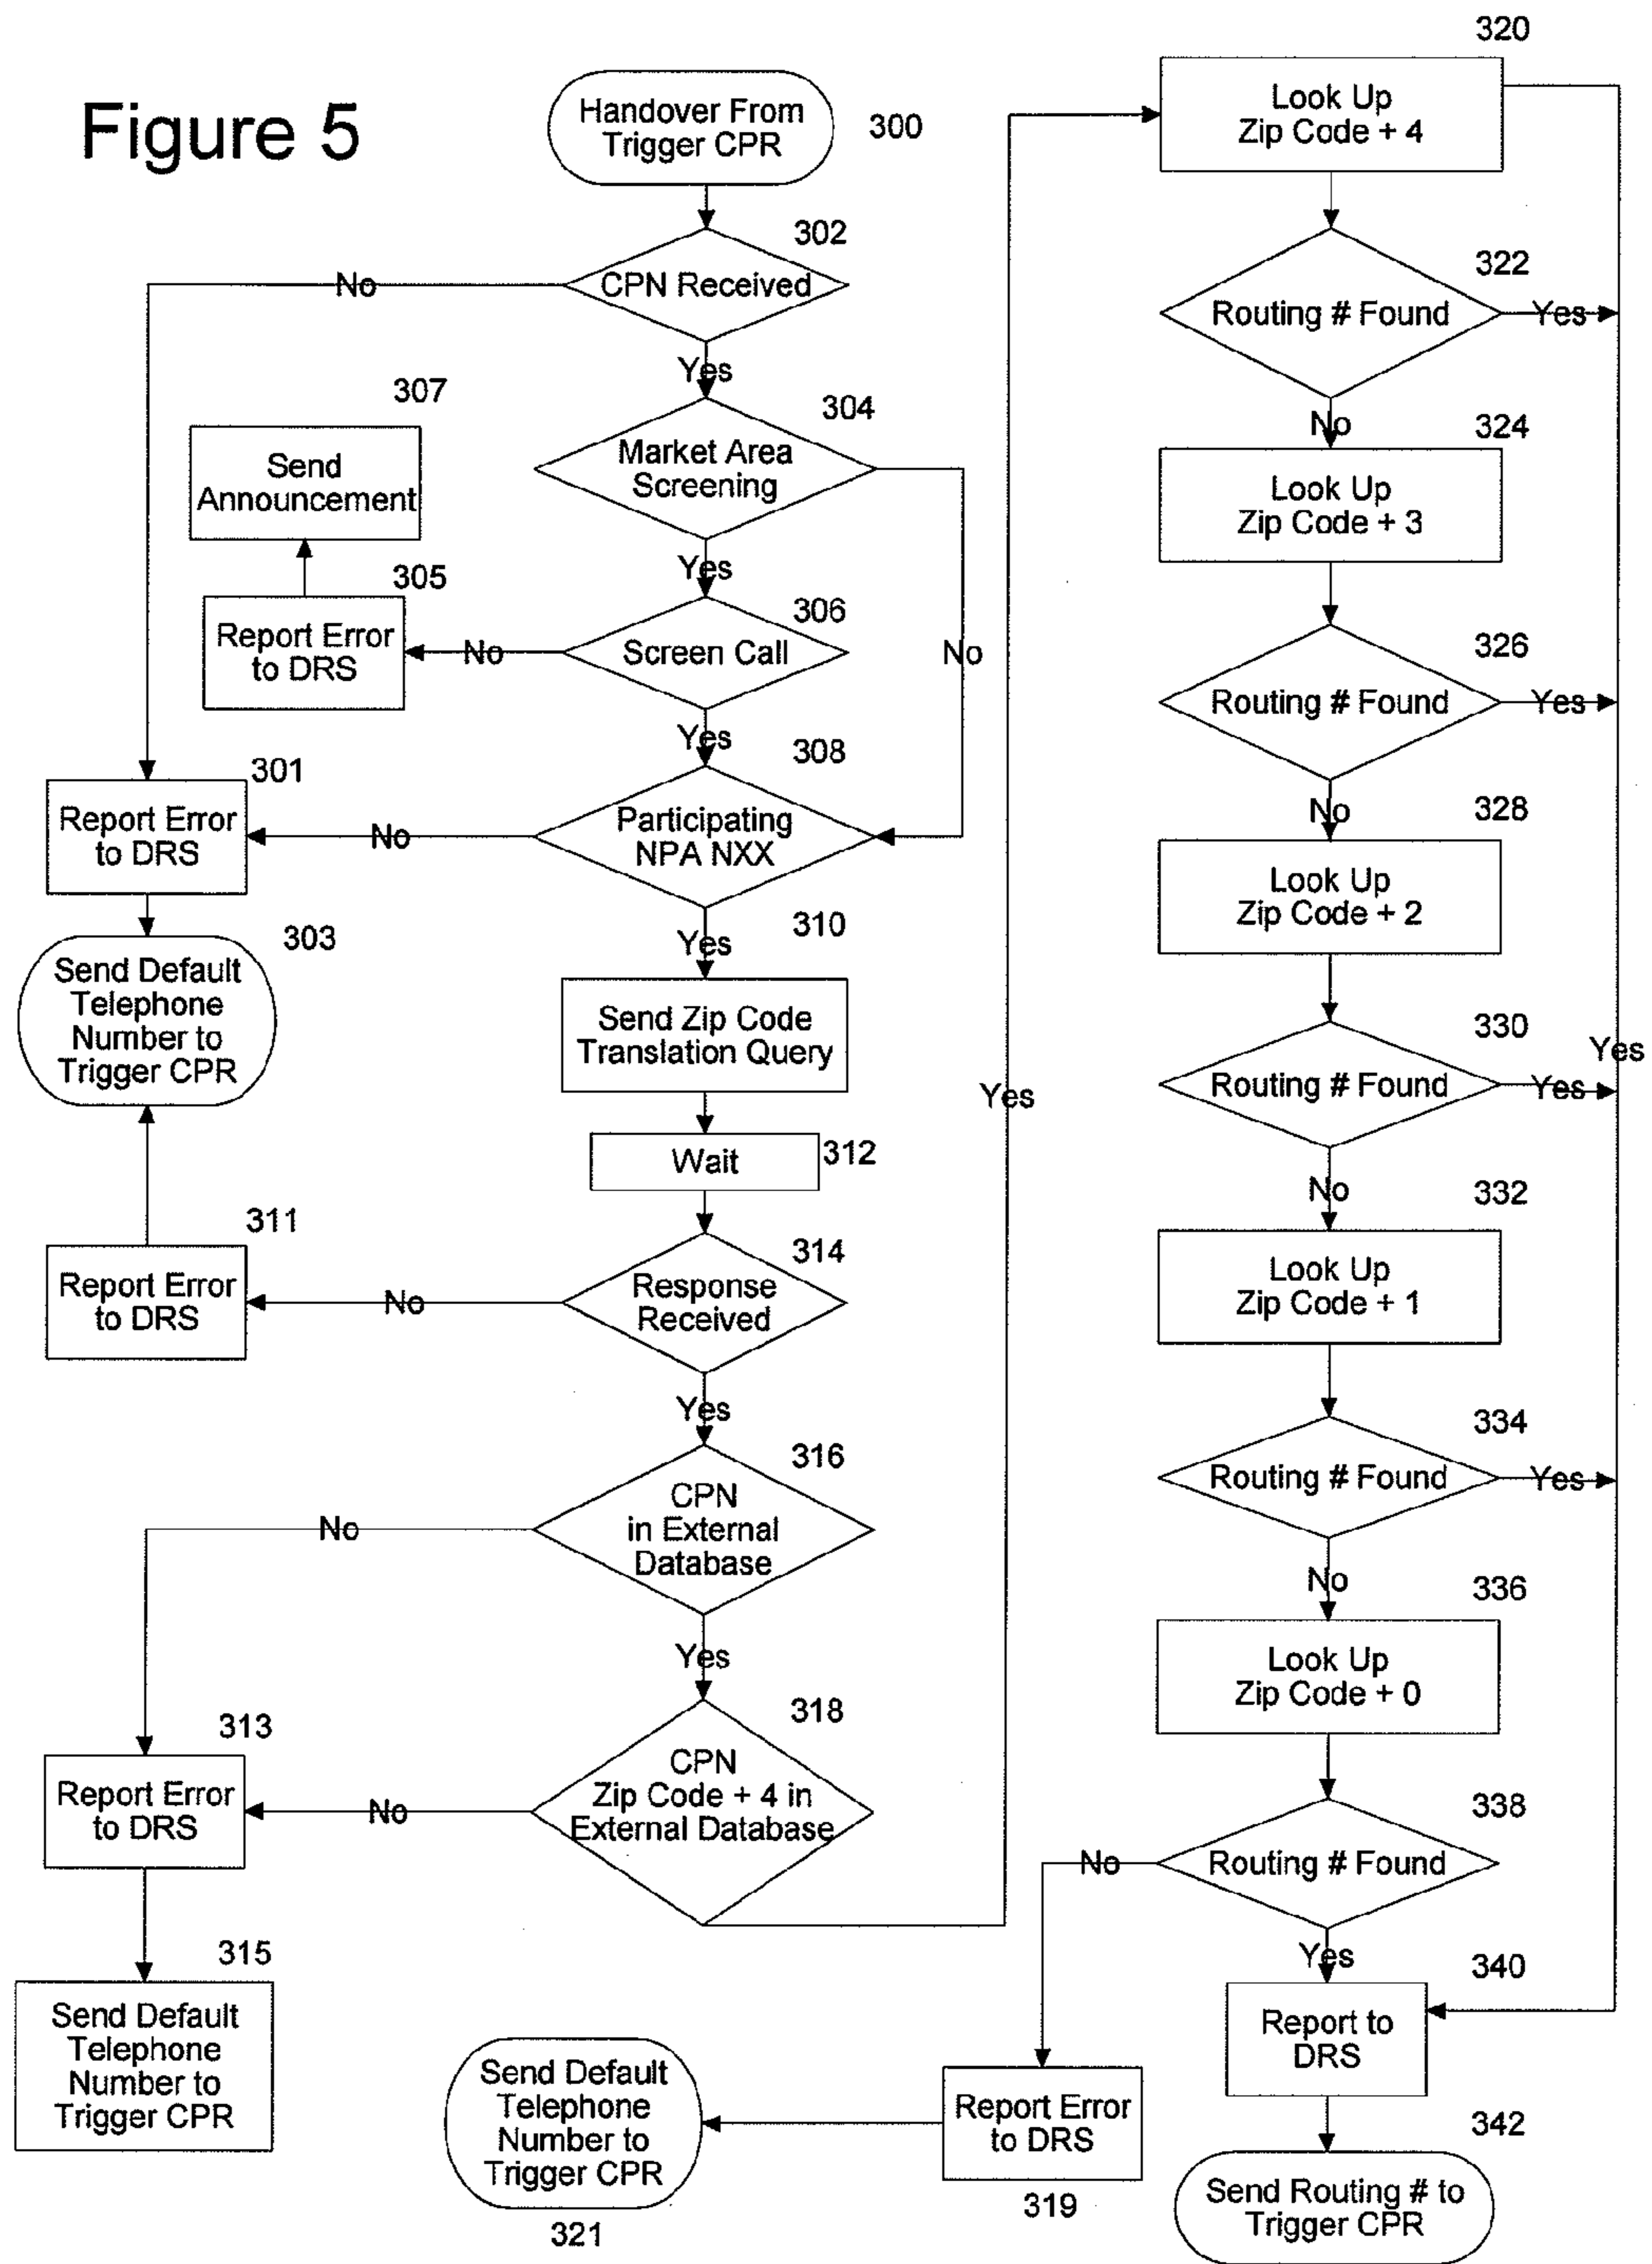 Figure 5
Handover From
Trigger CPR
300
302
CPN Received
No
Yes
304
Market Area
Screening
No
Yes
307
Send
Announcement
305
Report Error
to DRS
306
Screen Call
No
Yes
301
Report Error
to DRS
308
Participating
NPA NXX
No
Yes
303
Send Default
Telephone
Number to
Trigger CPR
310
Send Zip Code
Translation Query
312
Wait
311
Report Error
to DRS
314
Response
Received
No
Yes
316
CPN
in External
Database
No
Yes
313
Report Error
to DRS
318
CPN
Zip Code + 4 in
External Database
No
Yes
315
Send Default
Telephone
Number to
Trigger CPR
320
Look Up
Zip Code + 4
322
Routing # Found
Yes
No
324
Look Up
Zip Code + 3
326
Routing # Found
Yes
No
328
Look Up
Zip Code + 2
330
Routing # Found
Yes
Yes
No
332
Look Up
Zip Code + 1
334
Routing # Found
Yes
No
336
Look Up
Zip Code + 0
338
Routing # Found
No
Yes
340
Report to
DRS
342
Send Routing # to
Trigger CPR
Report Error
to DRS
319
Send Default
Telephone
Number to
Trigger CPR
321